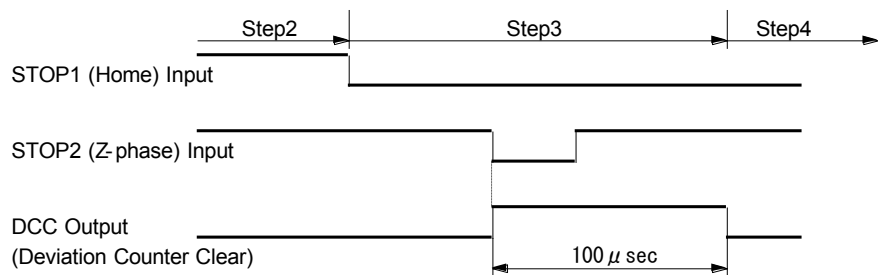 Step2 Step3 Step4
STOP1 (Home) Input
STOP2 (Z-phase) Input
DCC Output
(Deviation Counter Clear)
100 μ sec